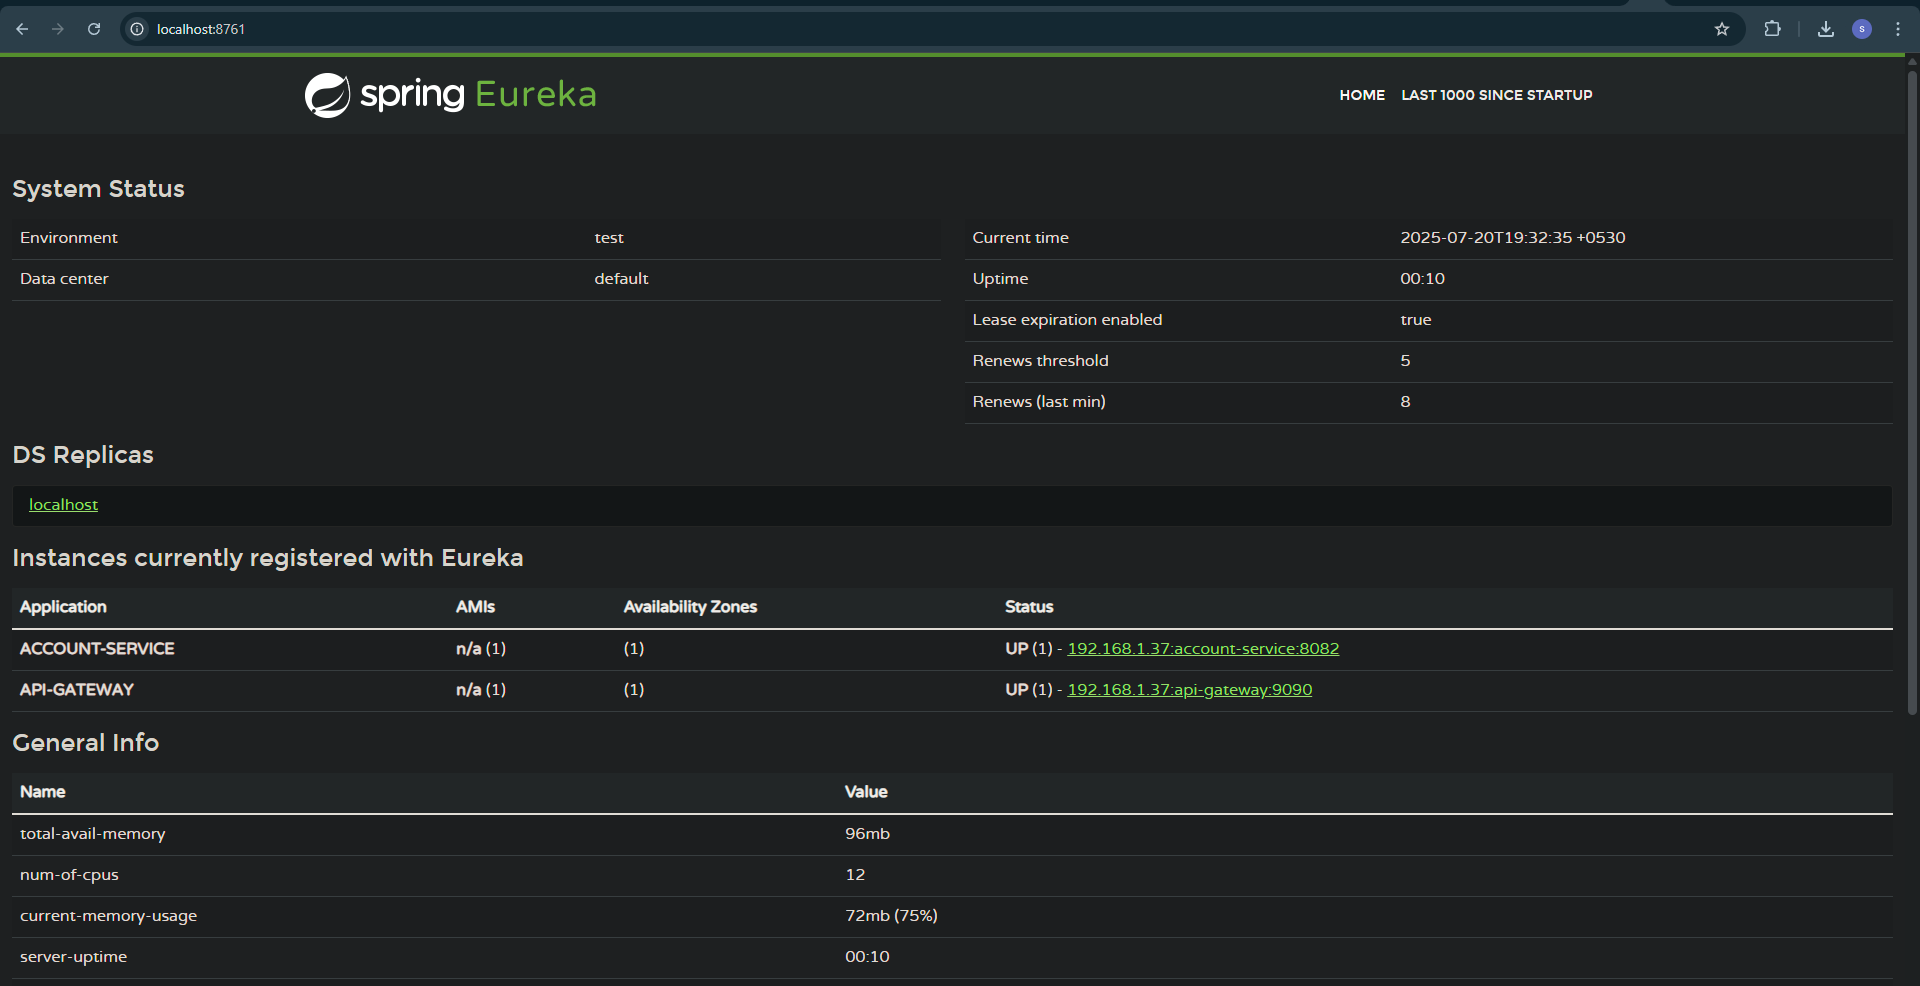 localhost:8761
S
spring Eureka
HOME LAST 1000 SINCE STARTUP
System Status
Environment test
Data center default
Current time 2025-07-20T19:32:35 +0530
Uptime 00:10
Lease expiration enabled true
Renews threshold 5
Renews (last min) 8
DS Replicas
localhost
Instances currently registered with Eureka
Application AMIs Availability Zones Status
ACCOUNT-SERVICE n/a (1) (1) UP (1) - 192.168.1.37:account-service:8082
API-GATEWAY n/a (1) (1) UP (1) - 192.168.1.37:api-gateway:9090
General Info
Name Value
total-avail-memory 96mb
num-of-cpus 12
current-memory-usage 72mb (75%)
server-uptime 00:10